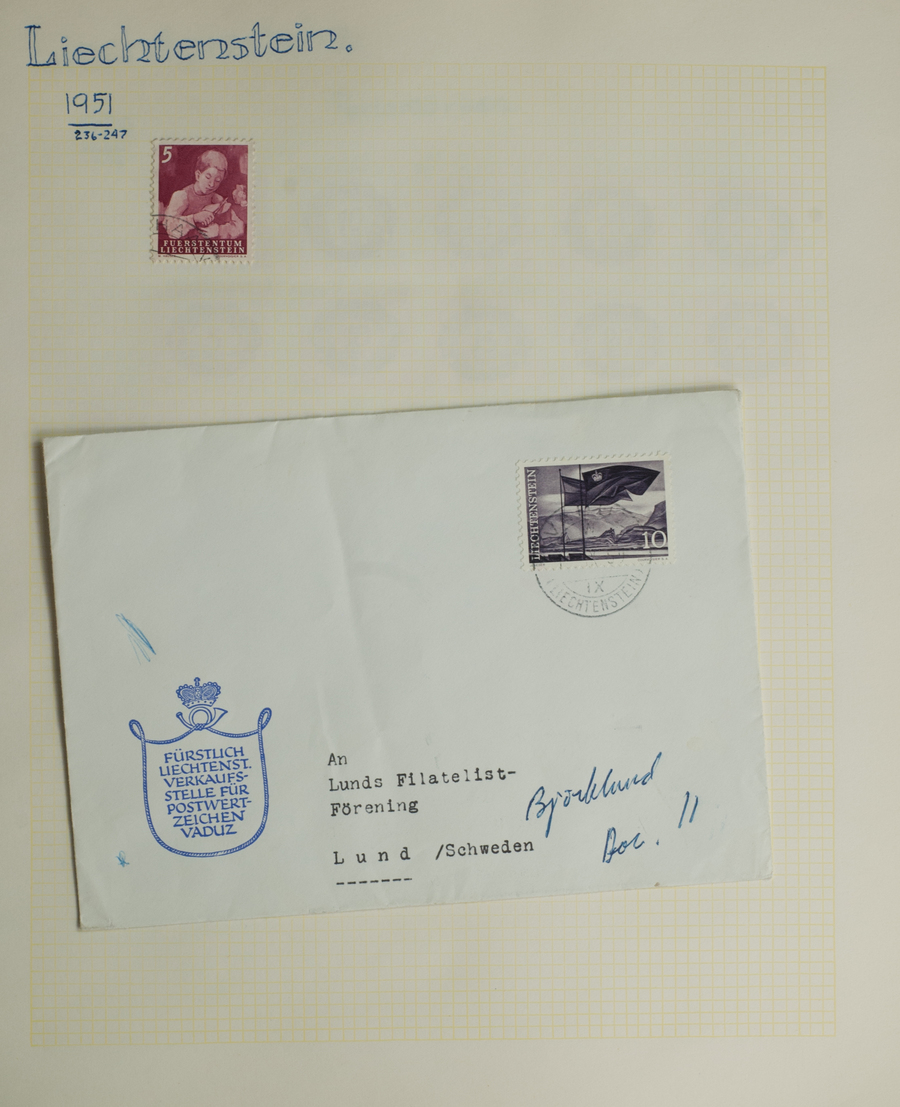 Liechtenstein.
1951
236-247
5
FUERSTENTUM
LIECHTENSTEIN
LIECHTENSTEIN
10
IX
LIECHTENSTEIN
FÜRSTLICH
LIECHTENST.
VERKAUFS-
STELLE FÜR
POSTWERT-
ZEICHEN
VADUZ
An
Lunds Filatelist-
Förening
L u n d /Schweden
-------
Björklund
11